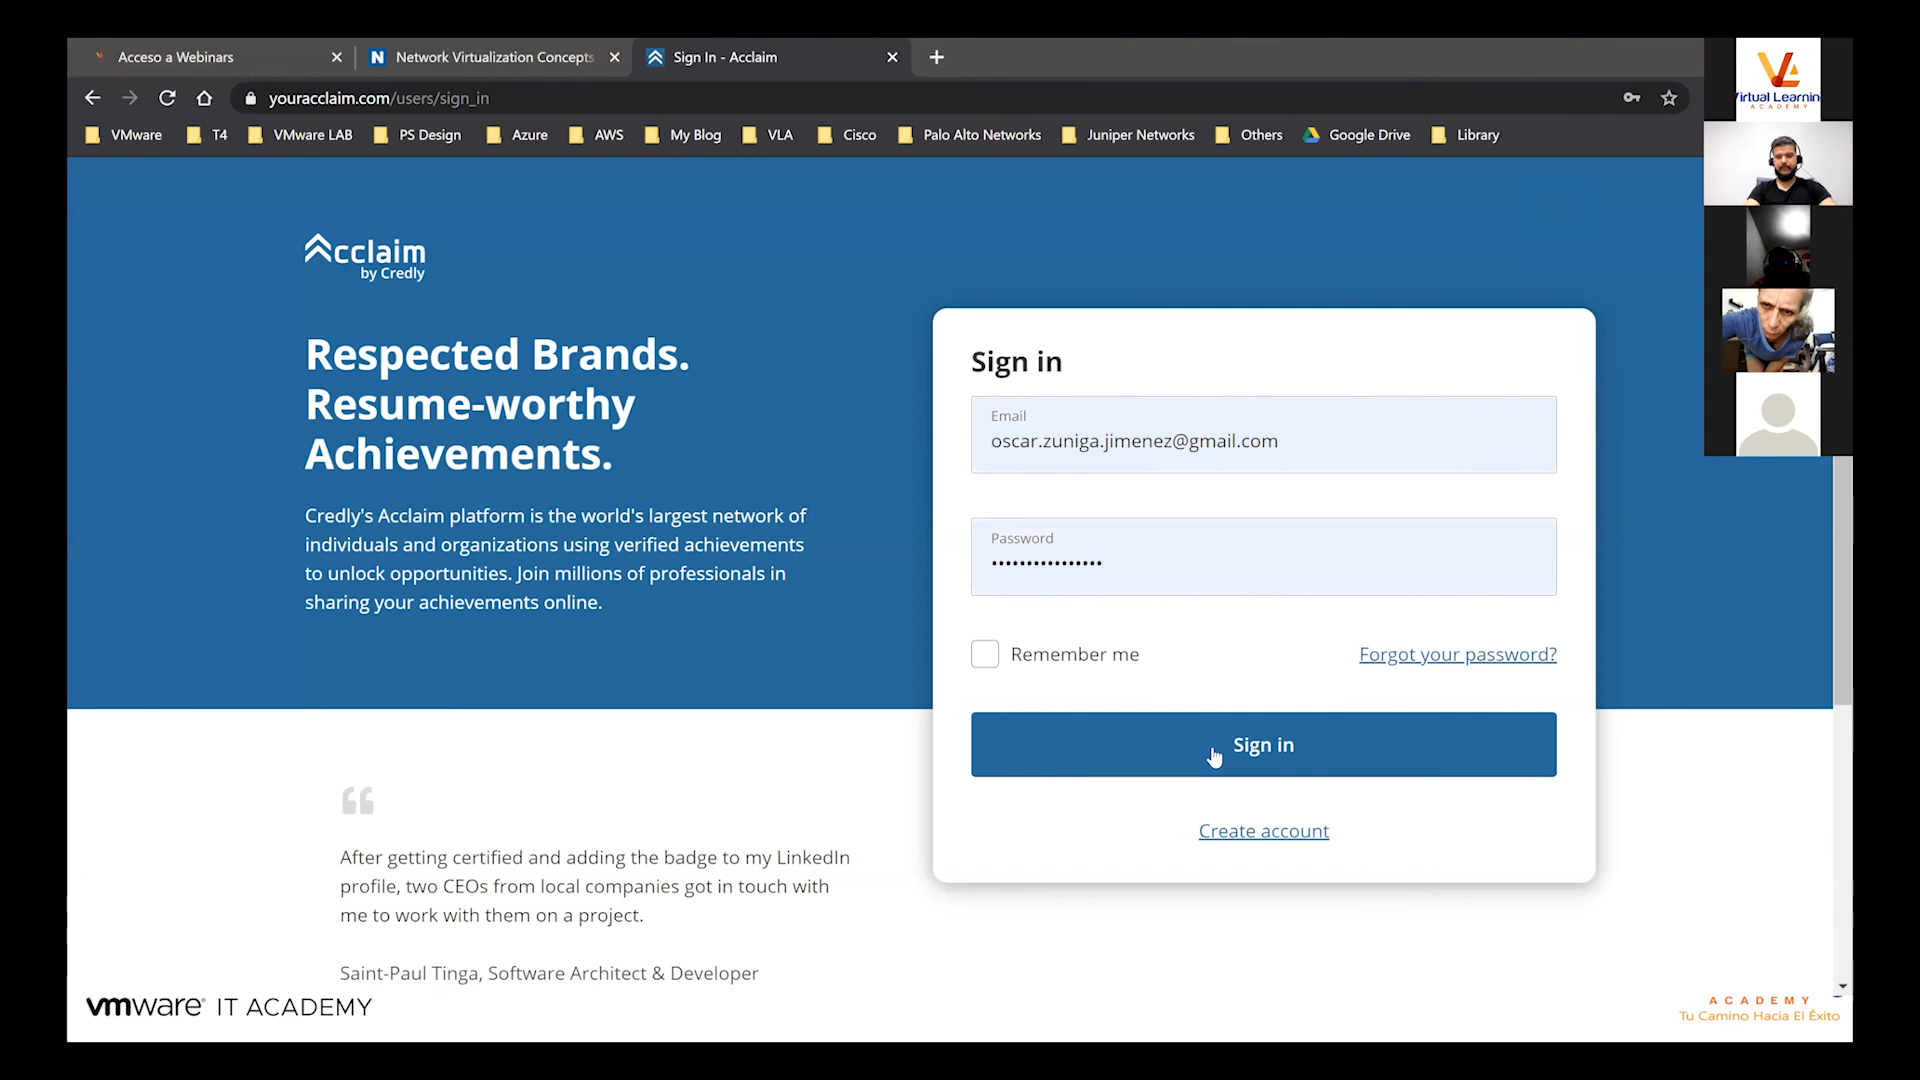 Acceso a Webinars
Network Virtualization Concepts
Sign In - Acclaim
youracclaim.com/users/sign_in
VMware T4 VMware LAB PS Design Azure AWS My Blog VLA Cisco Palo Alto Networks Juniper Networks Others Google Drive Library
Virtual Learnin
ACADEMY
Acclaim
by Credly
Respected Brands.
Resume-worthy
Achievements.
Credly's Acclaim platform is the world's largest network of
individuals and organizations using verified achievements
to unlock opportunities. Join millions of professionals in
sharing your achievements online.
Sign in
Email
oscar.zuniga.jimenez@gmail.com
Password
••••••••••••••••
Remember me
Forgot your password?
Sign in
Create account
After getting certified and adding the badge to my LinkedIn
profile, two CEOs from local companies got in touch with
me to work with them on a project.
Saint-Paul Tinga, Software Architect & Developer
vmware IT ACADEMY
ACADEMY
Tu Camino Hacia El Éxito